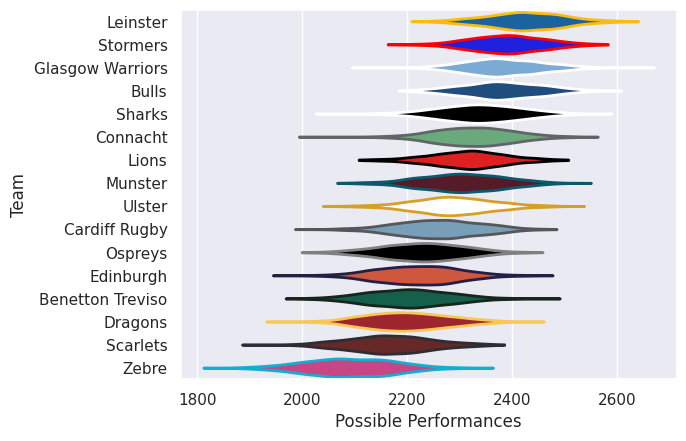 Leinster
Stormers
Glasgow Warriors
Bulls
Sharks
Connacht
Lions
Munster
Ulster
Cardiff Rugby
Ospreys
Edinburgh
Benetton Treviso
Dragons
Scarlets
Zebre
Team
1800 2000 2200 2400 2600
Possible Performances